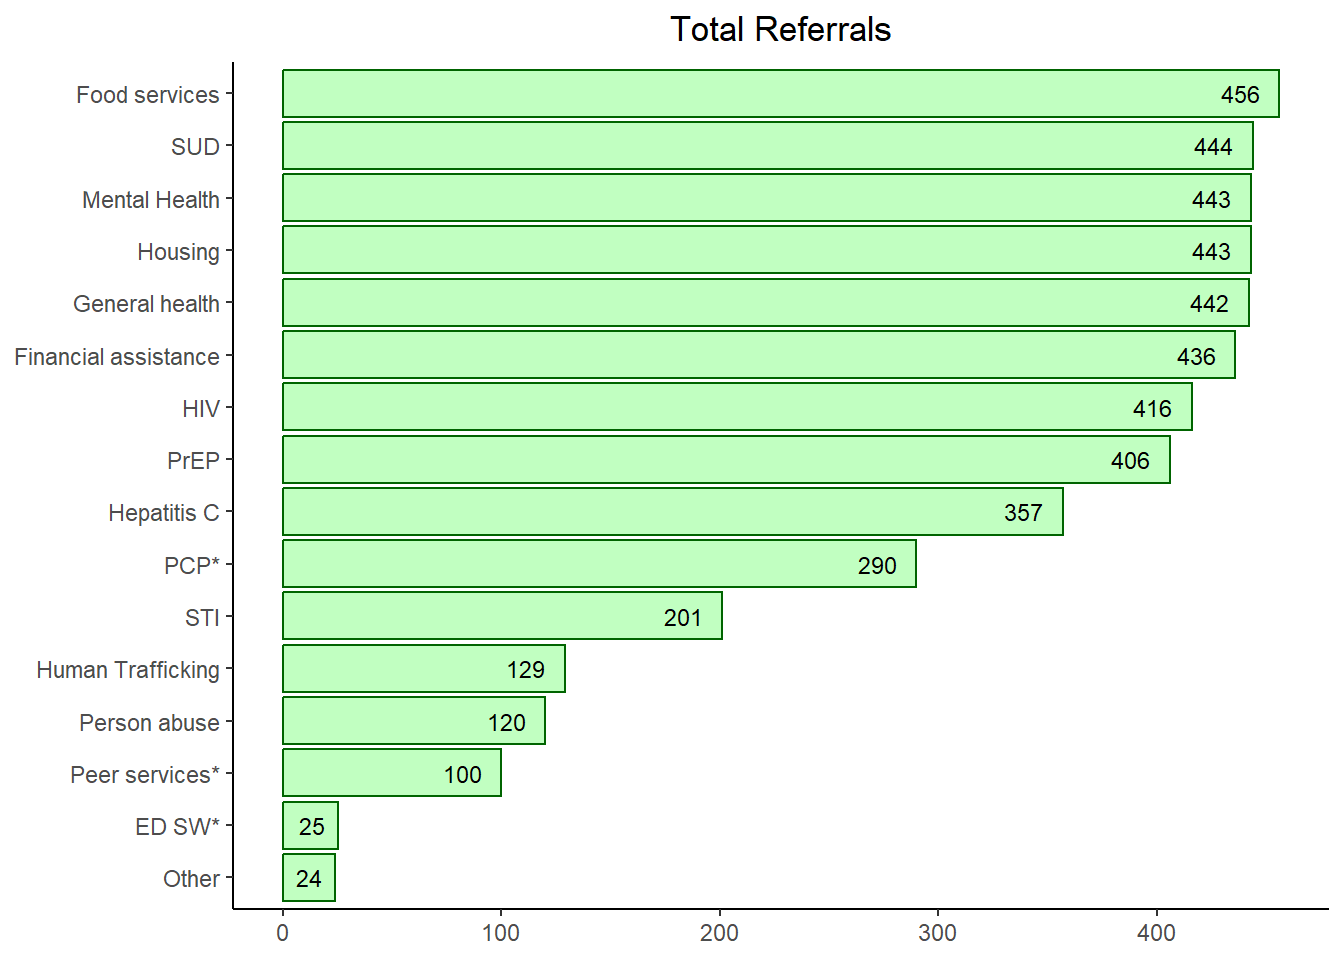 Total Referrals
Food services 456
SUD 444
Mental Health 443
Housing 443
General health 442
Financial assistance 436
HIV 416
PrEP 406
Hepatitis C 357
PCP* 290
STI 201
Human Trafficking 129
Person abuse 120
Peer services* 100
ED SW* 25
Other 24
0 100 200 300 400